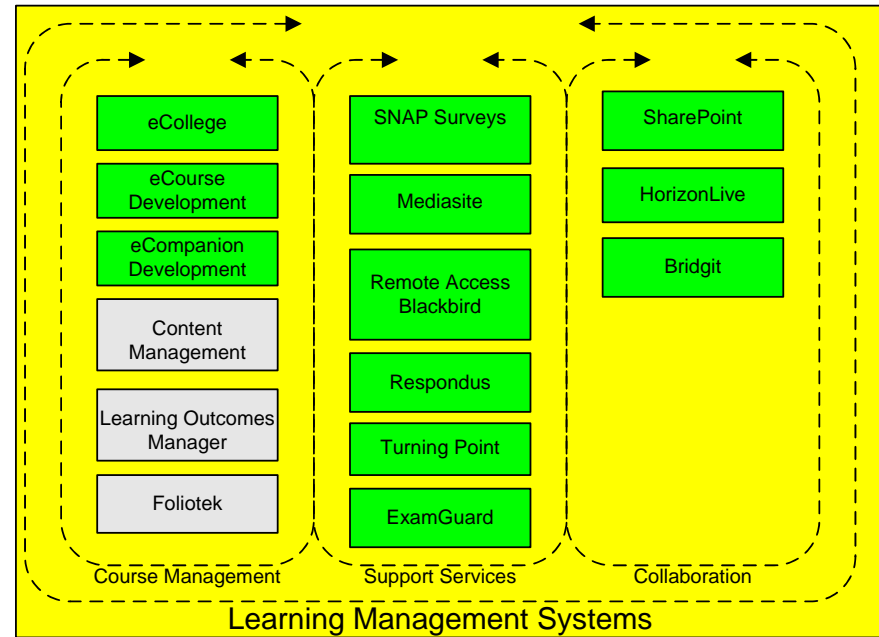 eCollege
eCourse
Development
eCompanion
Development
Content
Management
Learning Outcomes
Manager
Foliotek
Course Management
SNAP Surveys
Mediasite
Remote Access
Blackbird
Respondus
Turning Point
ExamGuard
Support Services
SharePoint
HorizonLive
Bridgit
Collaboration
Learning Management Systems